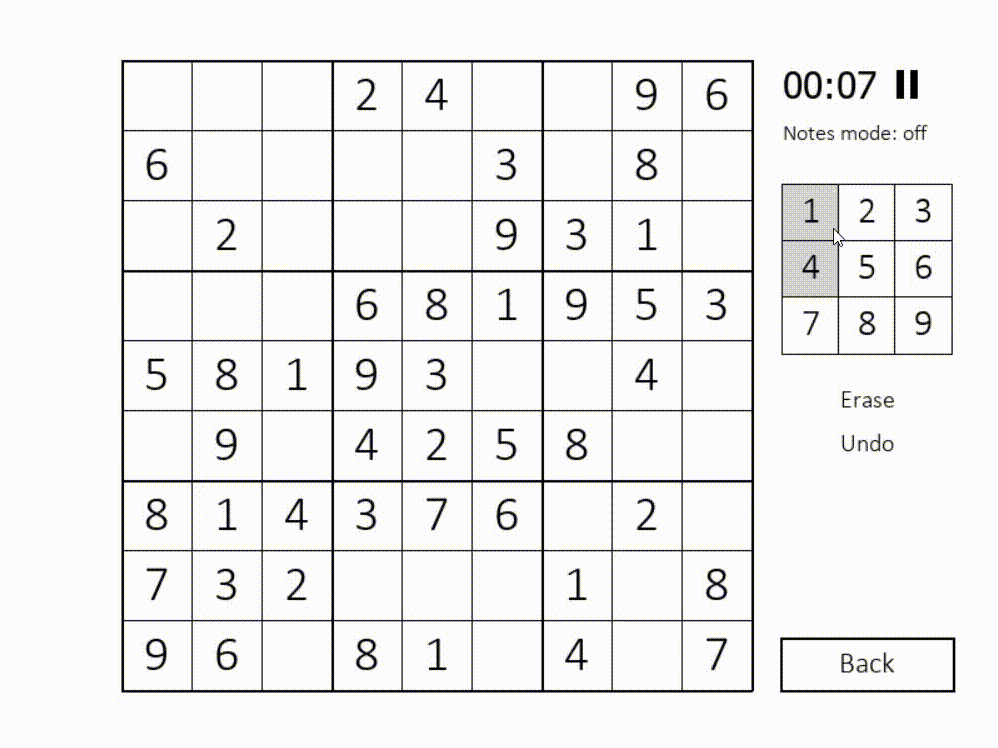 2 4 9 6
00:07
Notes mode: off
6 3 8
2 9 3 1
1 2 3
4 5 6
7 8 9
6 8 1 9 5 3
5 8 1 9 3 4
Erase
9 4 2 5 8
Undo
8 1 4 3 7 6 2
7 3 2 1 8
9 6 8 1 4 7
Back